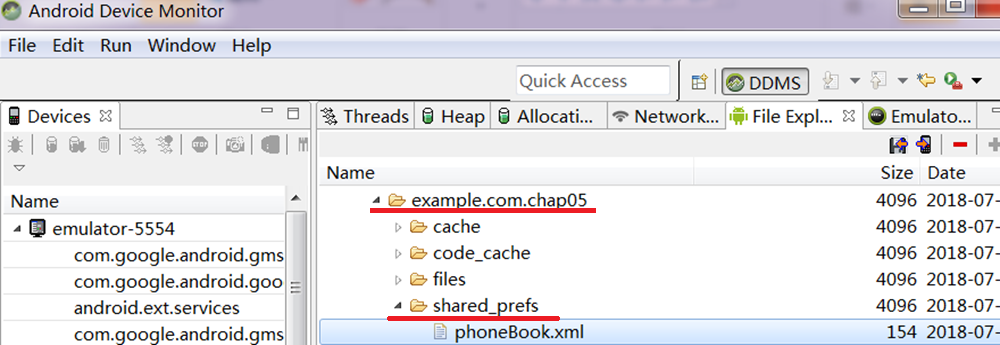 Android Device Monitor
File Edit Run Window Help
Quick Access
DDMS
Devices
Threads Heap Allocati... Network... File Expl... Emulato...
Name
Name Size Date
emulator-5554
com.google.android.gms
com.google.android.goo
android.ext.services
com.google.android.gms
example.com.chap05 4096 2018-07-
cache 4096 2018-07-
code_cache 4096 2018-07-
files 4096 2018-07-
shared_prefs 4096 2018-07-
phoneBook.xml 154 2018-07-